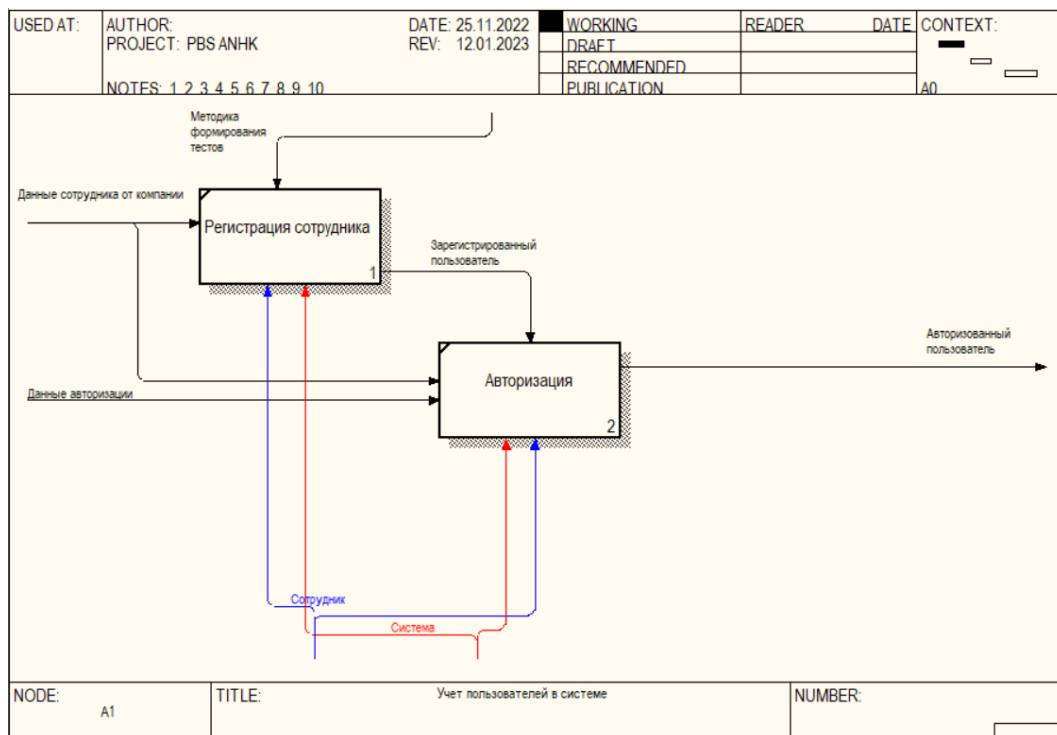 USED AT:
AUTHOR:
DATE: 25.11.2022
PROJECT: PBS ANHK
REV: 12.01.2023
NOTES: 1 2 3 4 5 6 7 8 9 10
WORKING
DRAFT
RECOMMENDED
PUBLICATION
READER
DATE
CONTEXT:
A0
Методика
формирования
тестов
Данные сотрудника от компании
Регистрация сотрудника
1
Зарегистрированный
пользователь
Авторизованный
пользователь
Авторизация
2
Данные авторизации
Сотрудник
Система
NODE:
A1
TITLE:
Учет пользователей в системе
NUMBER: